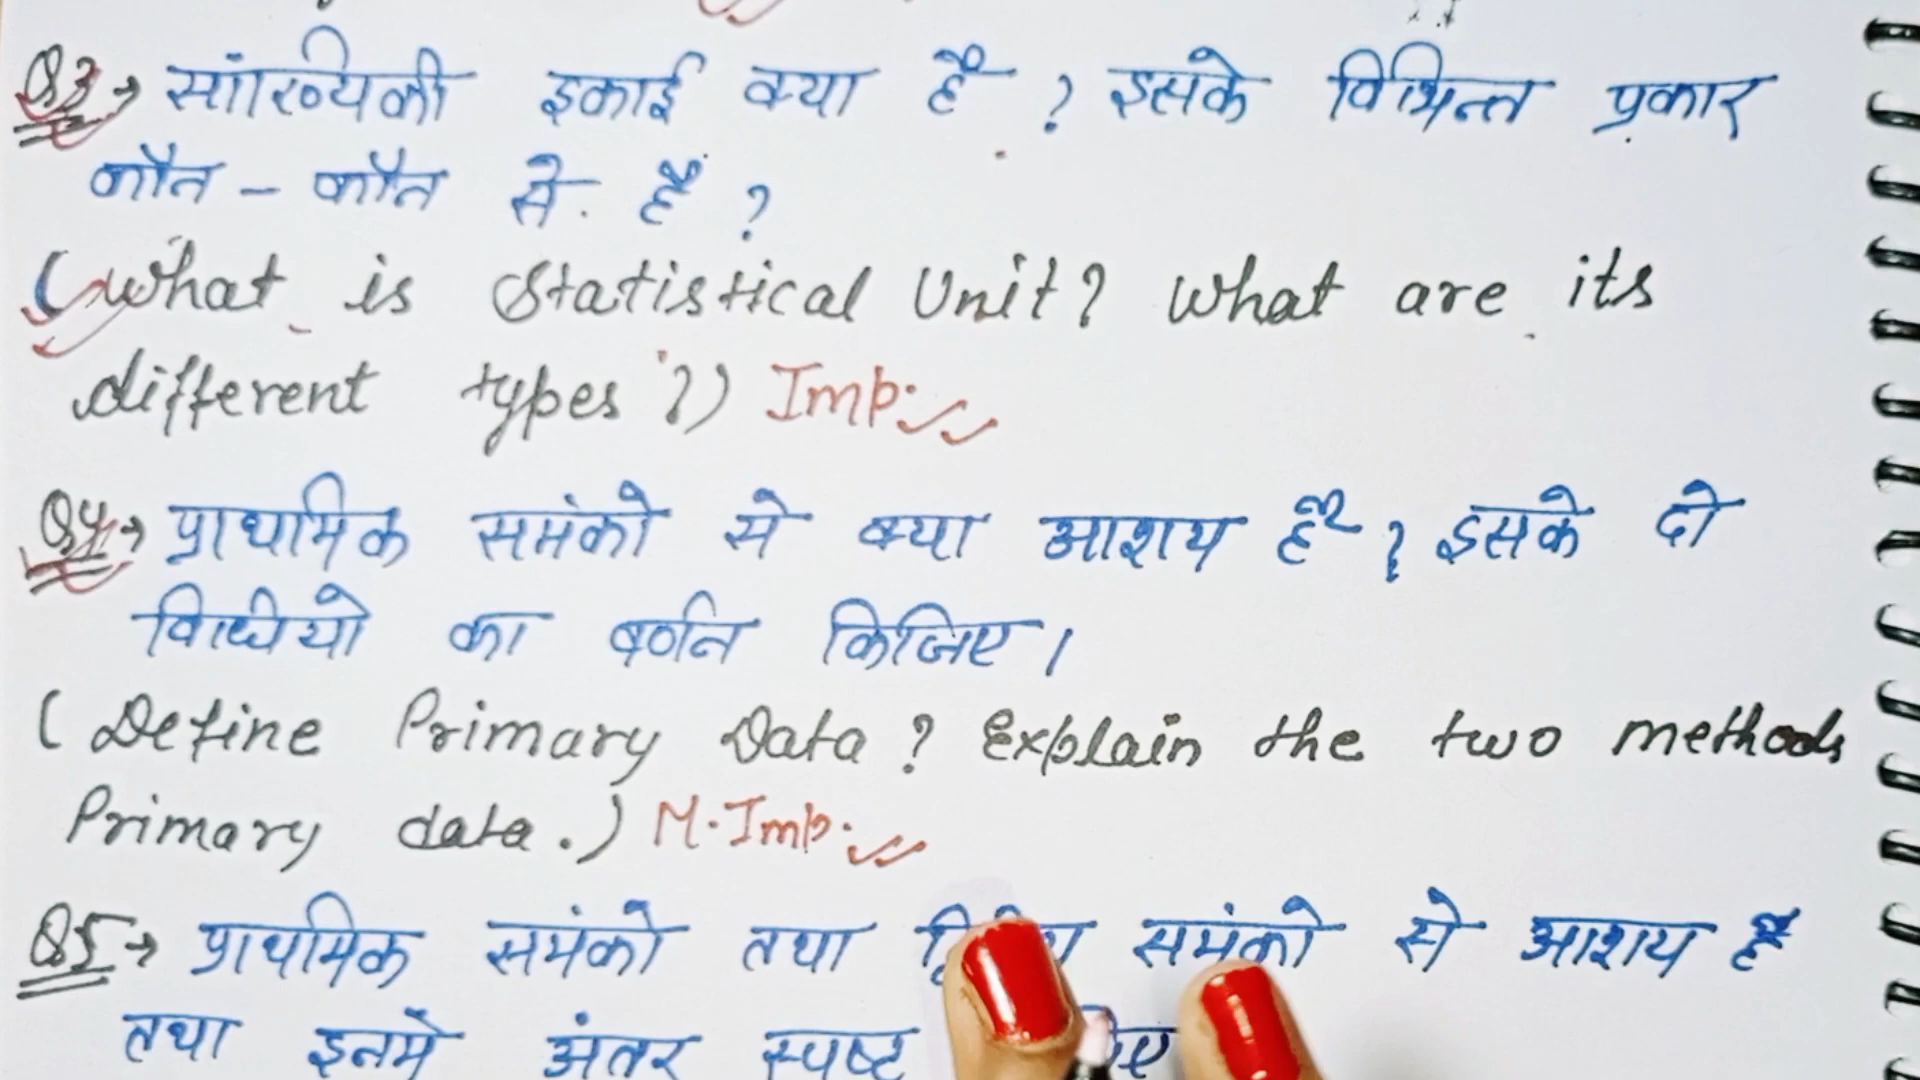 Q3→ सांख्यिकी इकाई क्या है ? इसके विभिन्न प्रकार
कौन - कौन से है ?
(what is Statistical Unit? What are its
different types ?) Imp.
Q4→ प्राथमिक समंको से क्या आशय है ? इसके दो
विधियो का बर्णन किजिए।
(Define Primary Data ? Explain the two methods
Primary data.) M.Imp.
Q5→ प्राथमिक समंको तथा समंको से आशय है
तथा इनमे अंतर स्पष्ट